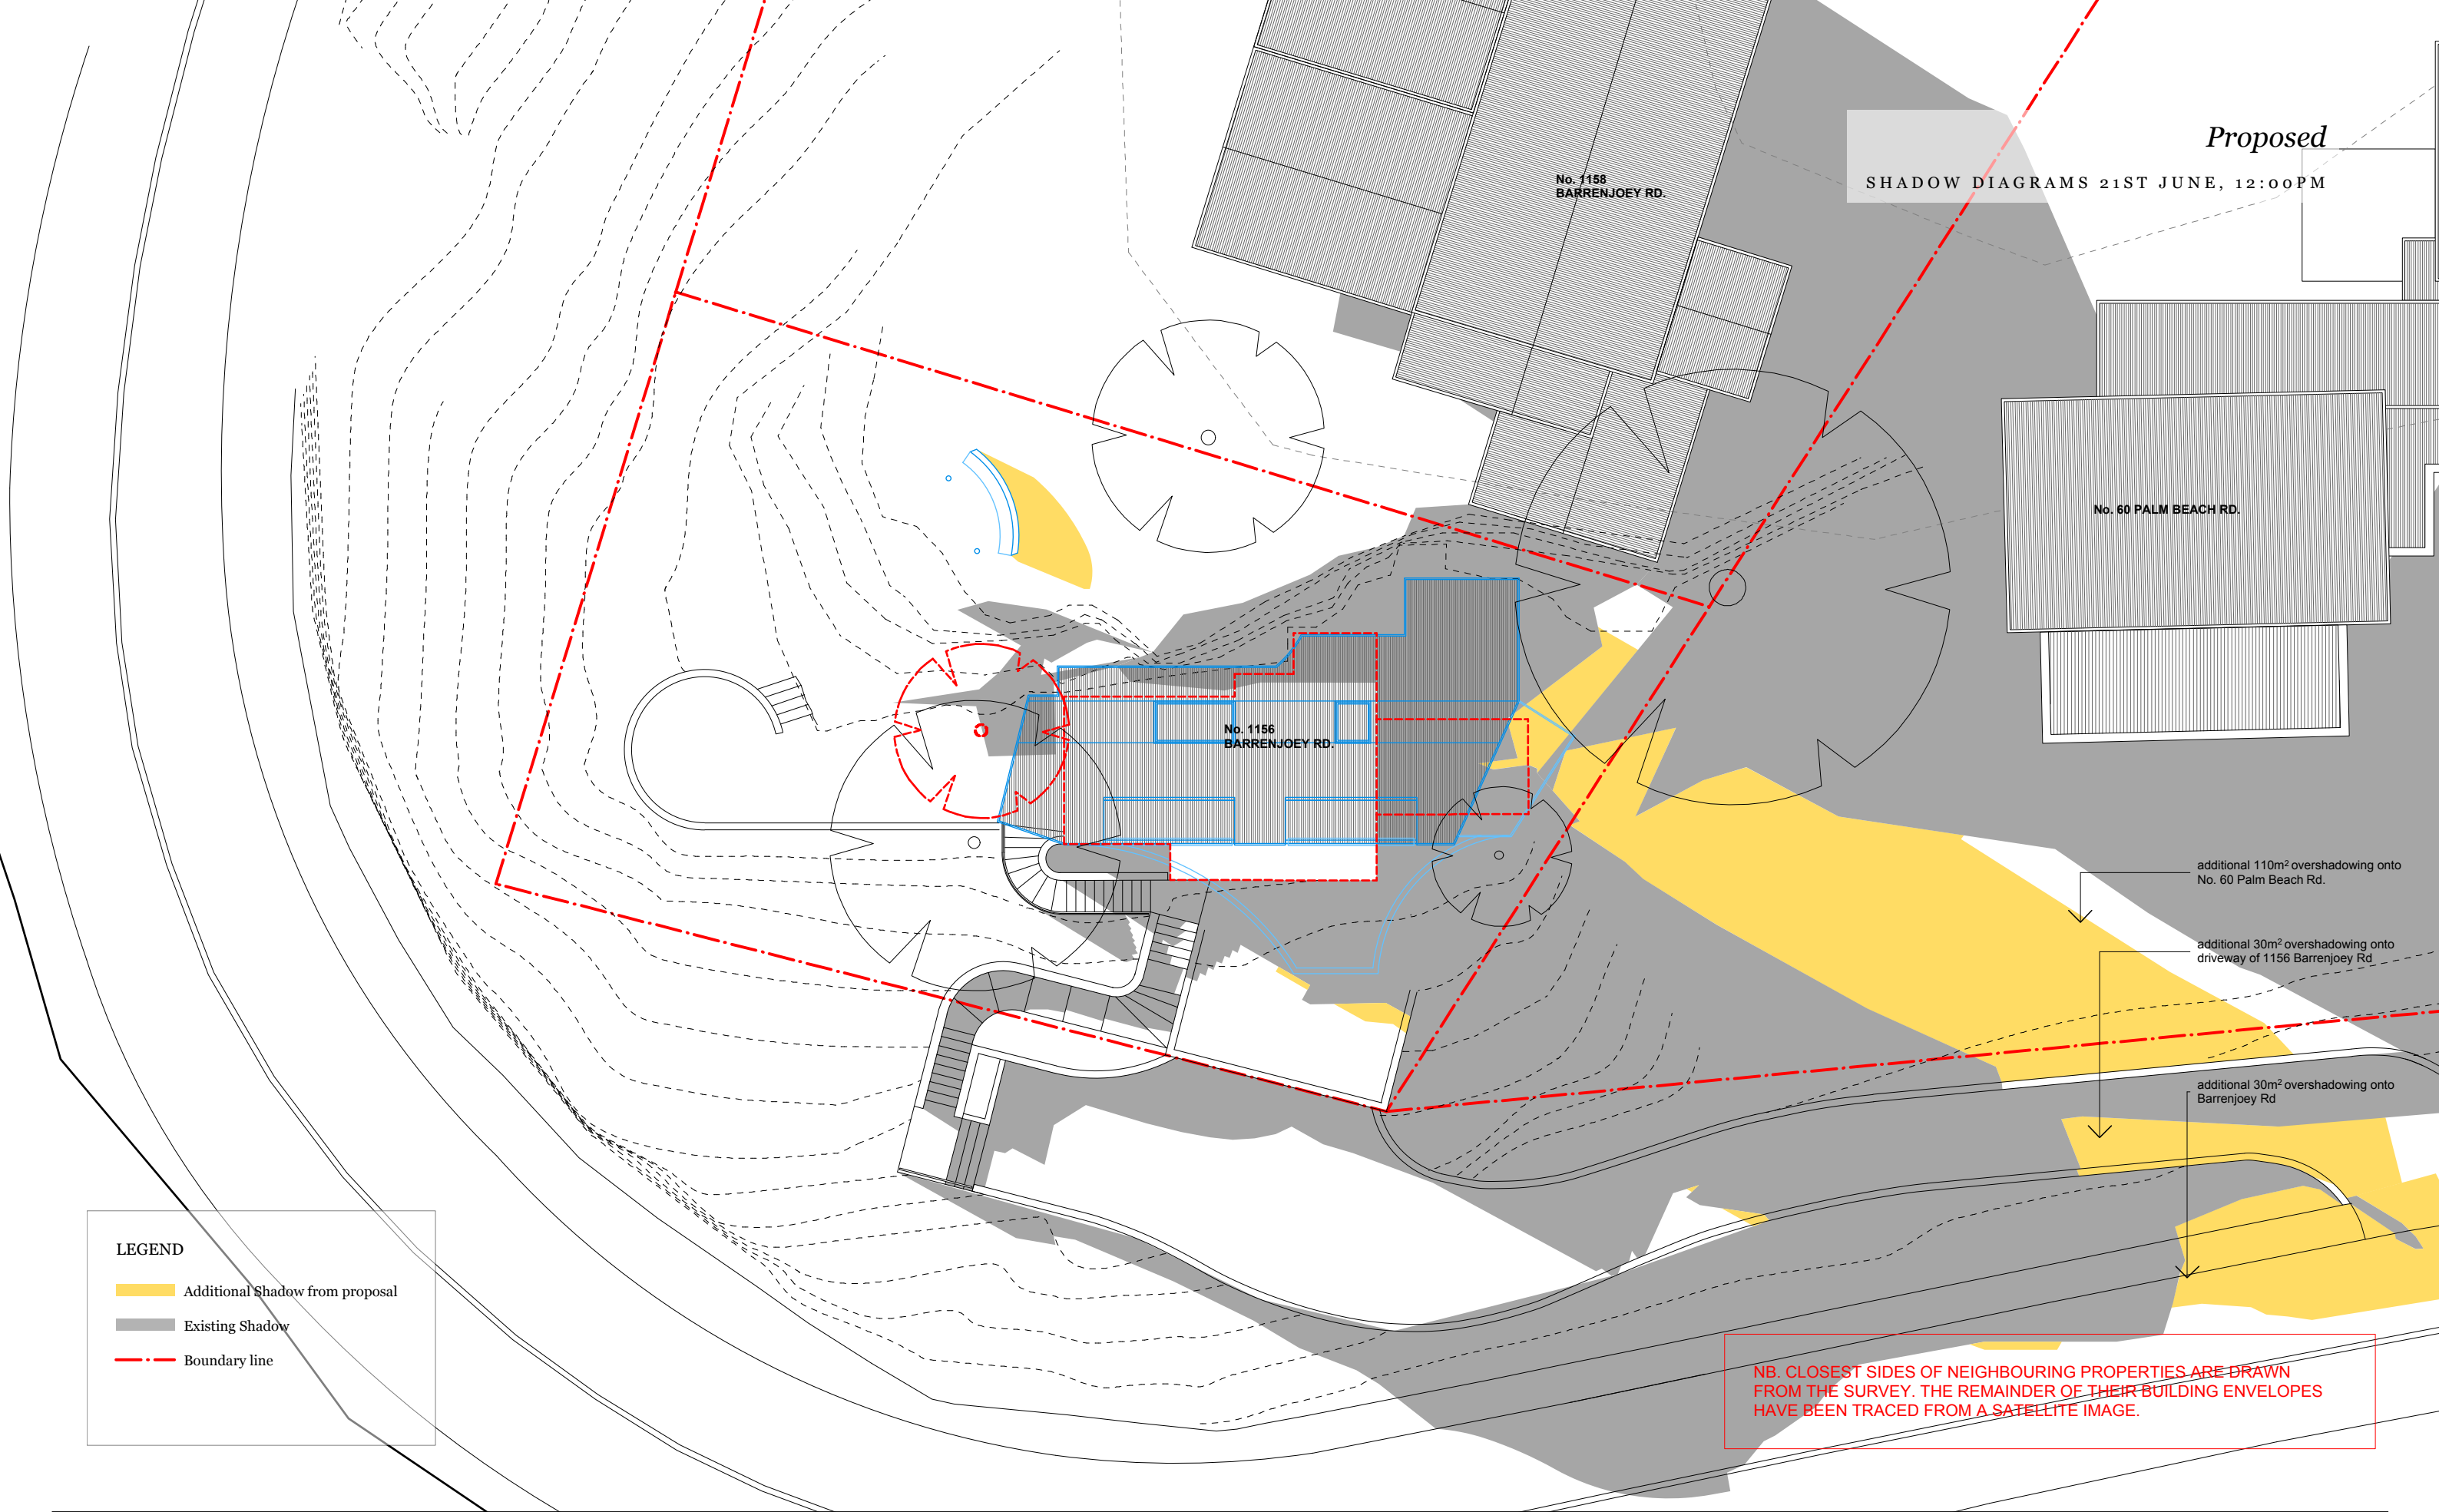 Proposed
SHADOW DIAGRAMS 21ST JUNE, 12:00PM
No. 1158
BARRENJOEY RD.
No. 60 PALM BEACH RD.
No. 1156
BARRENJOEY RD.
additional 110m² overshadowing onto
No. 60 Palm Beach Rd.
additional 30m² overshadowing onto
driveway of 1156 Barrenjoey Rd
additional 30m² overshadowing onto
Barrenjoey Rd
LEGEND
Additional Shadow from proposal
Existing Shadow
Boundary line
NB. CLOSEST SIDES OF NEIGHBOURING PROPERTIES ARE DRAWN
FROM THE SURVEY. THE REMAINDER OF THEIR BUILDING ENVELOPES
HAVE BEEN TRACED FROM A SATELLITE IMAGE.